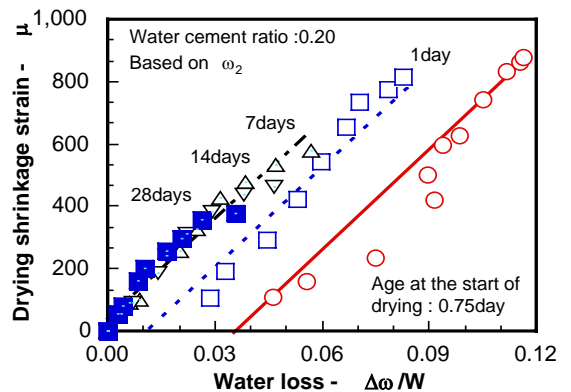 Drying shrinkage strain - μ
1,000
800
600
400
200
0
Water cement ratio :0.20
Based on ω2
1day
7days
14days
28days
Age at the start of
drying : 0.75day
0.00 0.03 0.06 0.09 0.12
Water loss - Δω/W